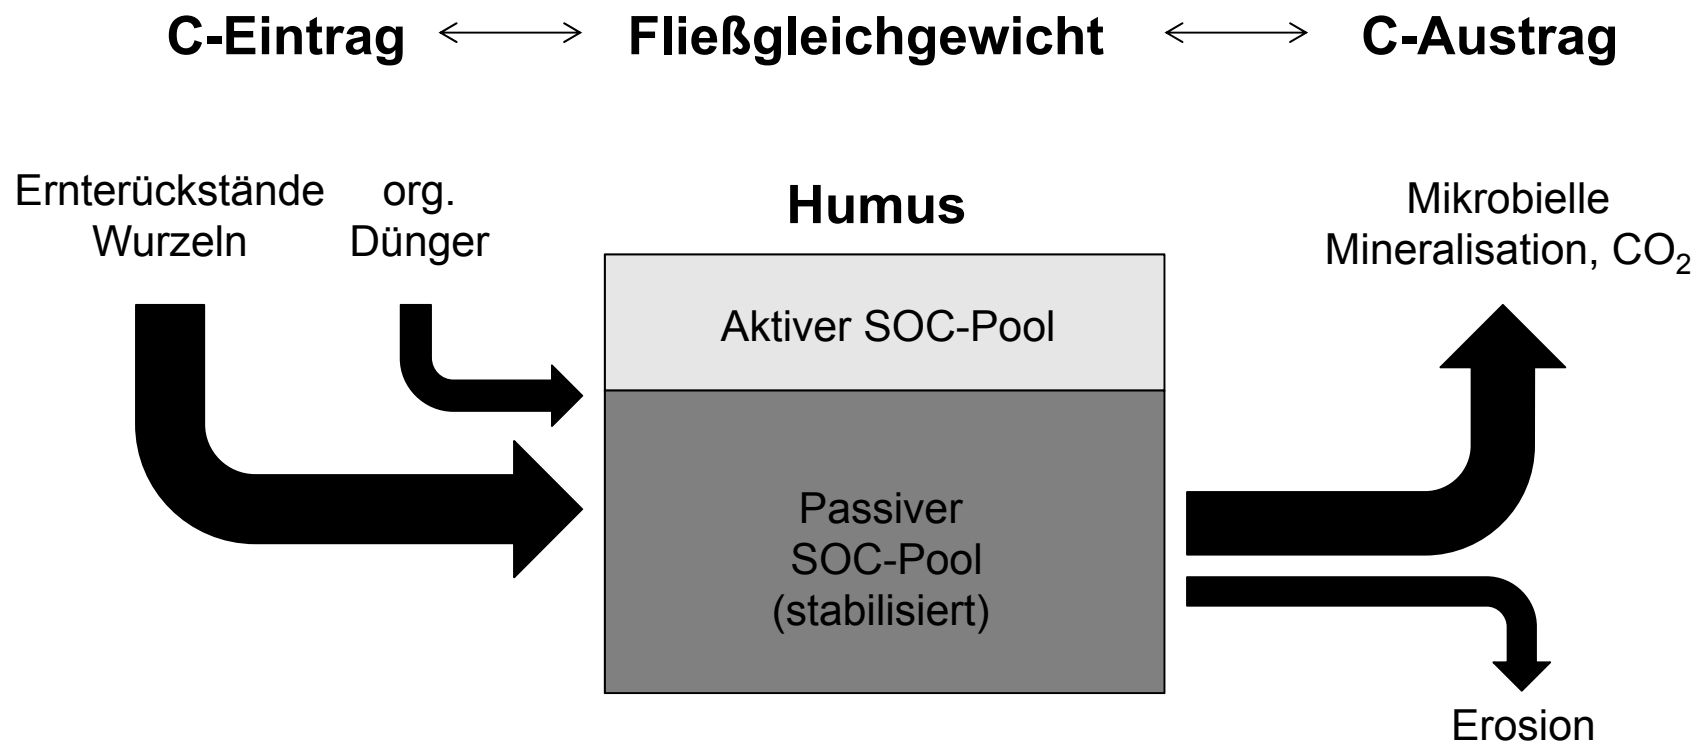 C-Eintrag
Fließgleichgewicht
C-Austrag
Ernterückstände
Wurzeln
org.
Dünger
Humus
Mikrobielle
Mineralisation, CO₂
Aktiver SOC-Pool
Passiver
SOC-Pool
(stabilisiert)
Erosion